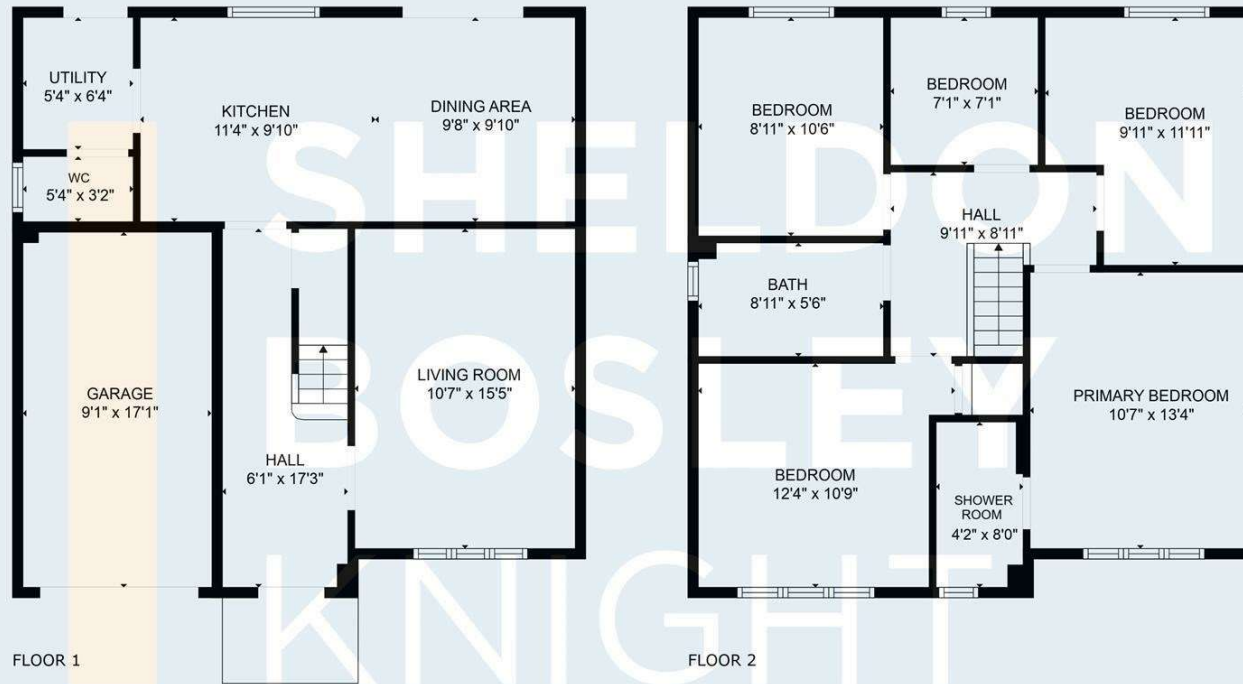 UTILITY
5'4" x 6'4"
KITCHEN
11'4" x 9'10"
DINING AREA
9'8" x 9'10"
WC
5'4" x 3'2"
GARAGE
9'1" x 17'1"
HALL
6'1" x 17'3"
LIVING ROOM
10'7" x 15'5"
FLOOR 1
BEDROOM
8'11" x 10'6"
BEDROOM
7'1" x 7'1"
BEDROOM
9'11" x 11'11"
HALL
9'11" x 8'11"
BATH
8'11" x 5'6"
PRIMARY BEDROOM
10'7" x 13'4"
BEDROOM
12'4" x 10'9"
SHOWER
ROOM
4'2" x 8'0"
FLOOR 2
SHELDON
BOSLEY
KNIGHT